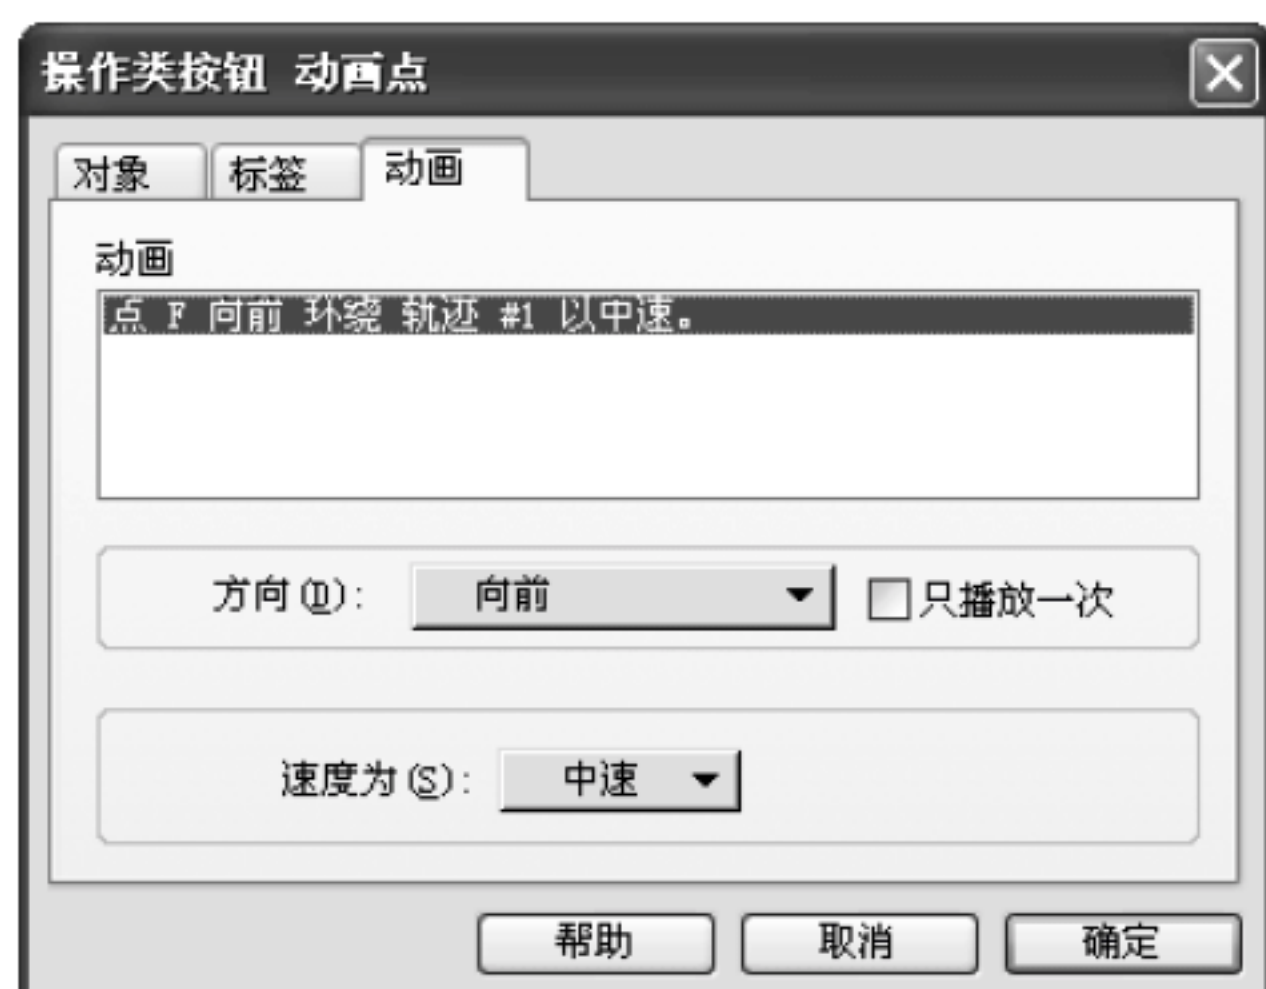 操作类按钮 动画点
对象 标签 动画
动画
点 F 向前 环绕 轨迹 #1 以中速。
方向(D): 向前 只播放一次
速度为(S): 中速
帮助 取消 确定